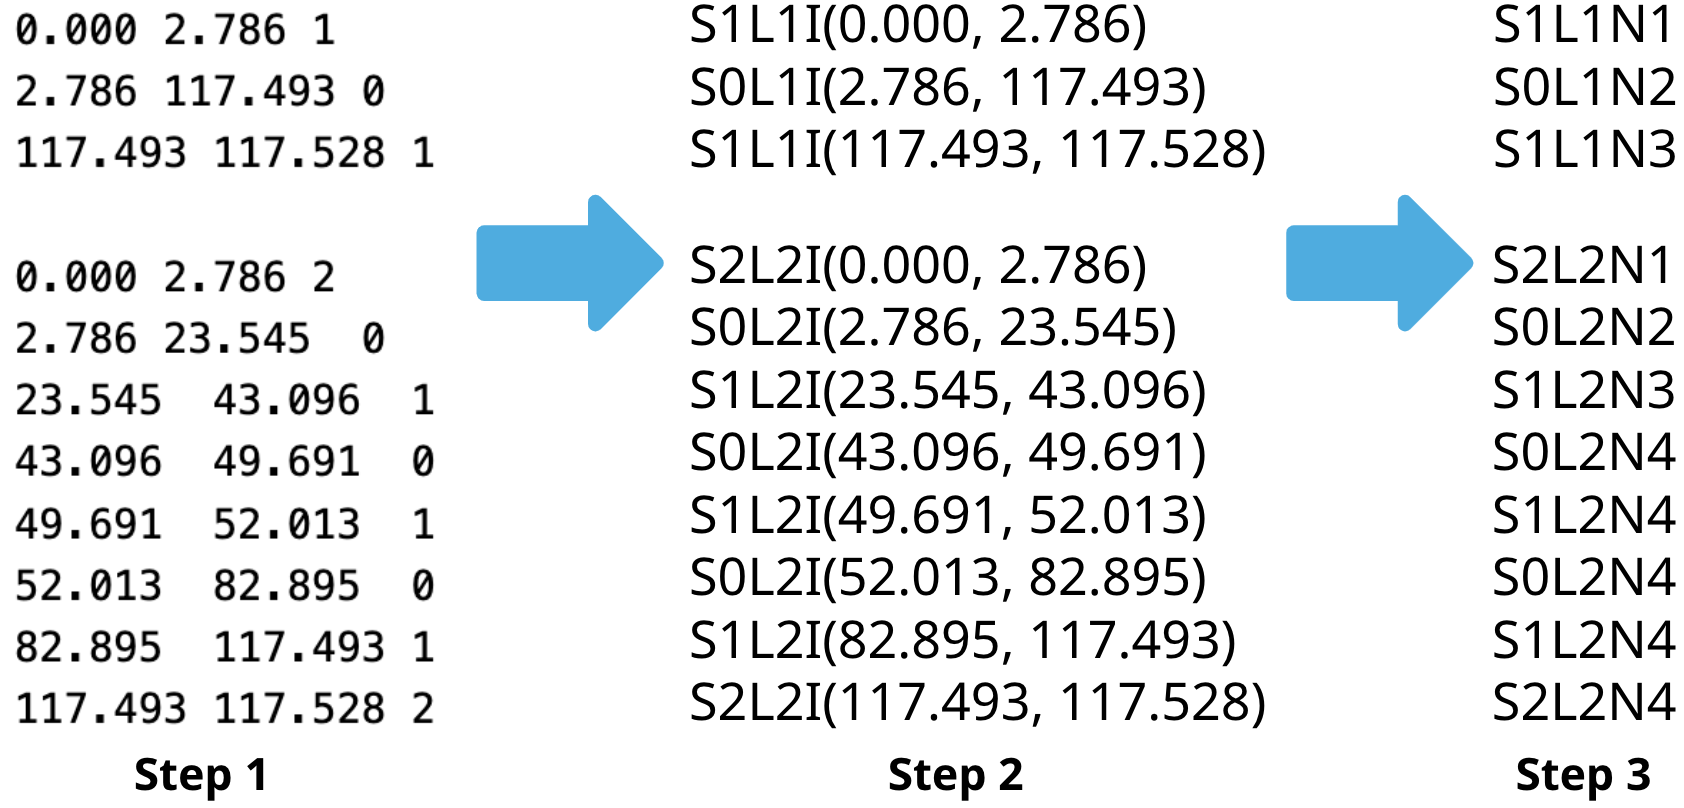 0.000 2.786 1
2.786 117.493 0
117.493 117.528 1
0.000 2.786 2
2.786 23.545 0
23.545 43.096 1
43.096 49.691 0
49.691 52.013 1
52.013 82.895 0
82.895 117.493 1
117.493 117.528 2
Step 1
S1L1I(0.000, 2.786)
S0L1I(2.786, 117.493)
S1L1I(117.493, 117.528)
S2L2I(0.000, 2.786)
S0L2I(2.786, 23.545)
S1L2I(23.545, 43.096)
S0L2I(43.096, 49.691)
S1L2I(49.691, 52.013)
S0L2I(52.013, 82.895)
S1L2I(82.895, 117.493)
S2L2I(117.493, 117.528)
Step 2
S1L1N1
S0L1N2
S1L1N3
S2L2N1
S0L2N2
S1L2N3
S0L2N4
S1L2N4
S0L2N4
S1L2N4
S2L2N4
Step 3